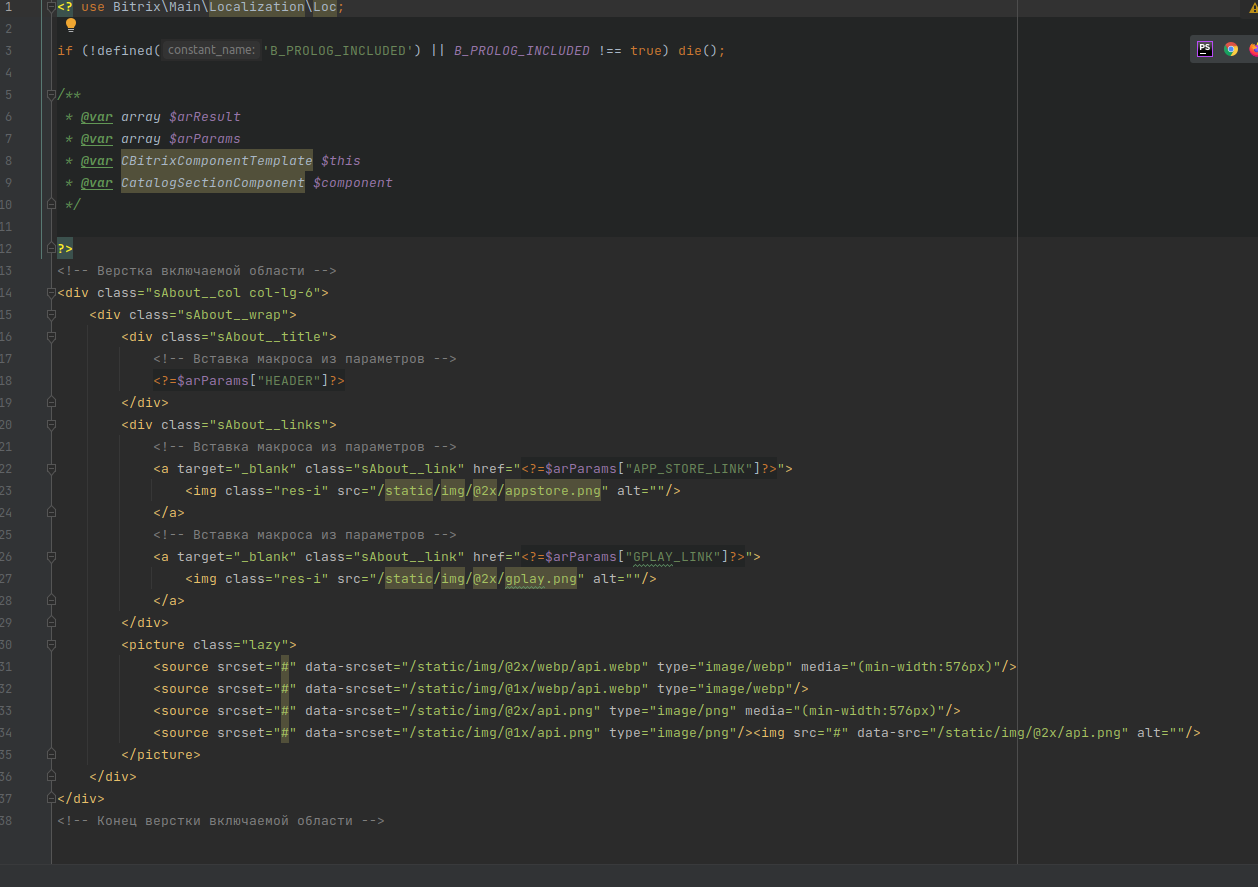 1 <? use Bitrix\Main\Localization\Loc;
2
3 if (!defined( constant_name: 'B_PROLOG_INCLUDED') || B_PROLOG_INCLUDED !== true) die();
4
5 /**
6 * @var array $arResult
7 * @var array $arParams
8 * @var CBitrixComponentTemplate $this
9 * @var CatalogSectionComponent $component
10 */
11
12 ?>
13 <!-- Верстка включаемой области -->
14 <div class="sAbout__col col-lg-6">
15 <div class="sAbout__wrap">
16 <div class="sAbout__title">
17 <!-- Вставка макроса из параметров -->
18 <?=$arParams["HEADER"]?>
19 </div>
20 <div class="sAbout__links">
21 <!-- Вставка макроса из параметров -->
22 <a target="_blank" class="sAbout__link" href="<?=$arParams["APP_STORE_LINK"]?>">
23 <img class="res-i" src="/static/img/@2x/appstore.png" alt=""/>
24 </a>
25 <!-- Вставка макроса из параметров -->
26 <a target="_blank" class="sAbout__link" href="<?=$arParams["GPLAY_LINK"]?>">
27 <img class="res-i" src="/static/img/@2x/gplay.png" alt=""/>
28 </a>
29 </div>
30 <picture class="lazy">
31 <source srcset="#" data-srcset="/static/img/@2x/webp/api.webp" type="image/webp" media="(min-width:576px)"/>
32 <source srcset="#" data-srcset="/static/img/@1x/webp/api.webp" type="image/webp"/>
33 <source srcset="#" data-srcset="/static/img/@2x/api.png" type="image/png" media="(min-width:576px)"/>
34 <source srcset="#" data-srcset="/static/img/@1x/api.png" type="image/png"/><img src="#" data-src="/static/img/@2x/api.png" alt=""/>
35 </picture>
36 </div>
37 </div>
38 <!-- Конец верстки включаемой области -->
PS